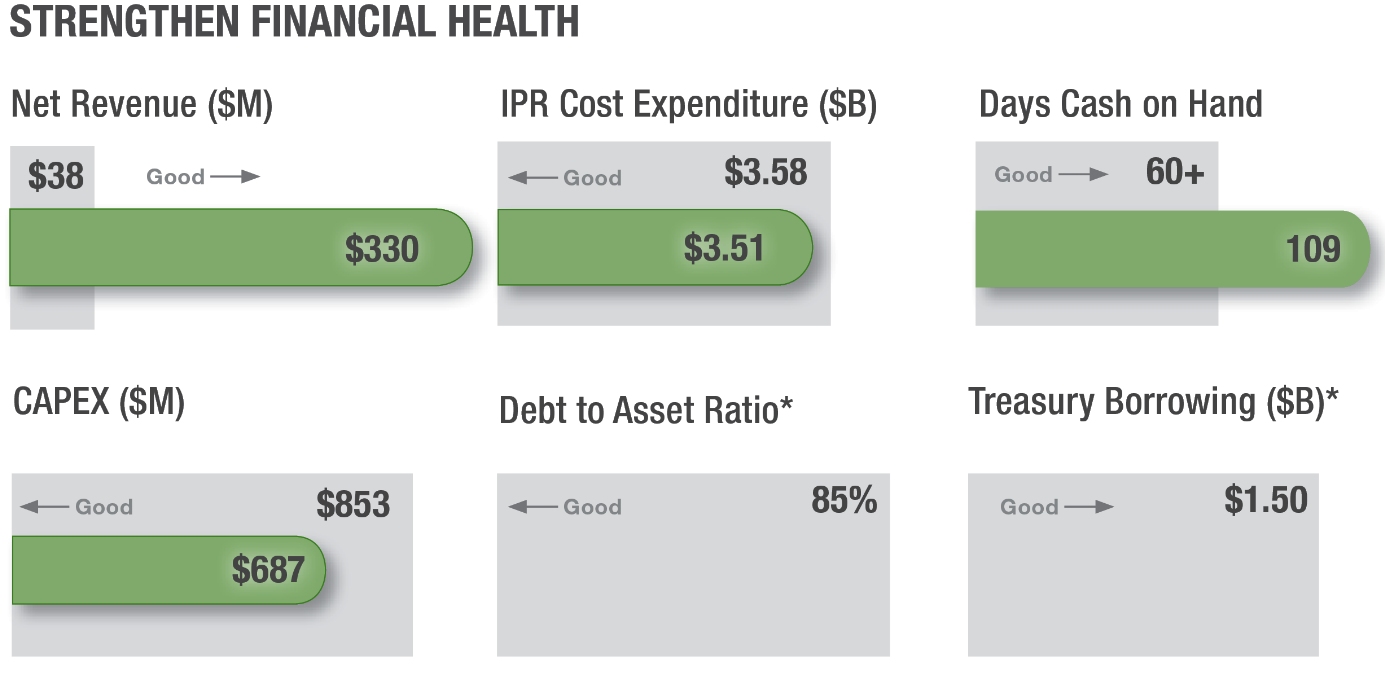 STRENGTHEN FINANCIAL HEALTH
Net Revenue ($M)
$38
Good
$330
IPR Cost Expenditure ($B)
Good
$3.58
$3.51
Days Cash on Hand
Good
60+
109
CAPEX ($M)
Good
$853
$687
Debt to Asset Ratio*
Good
85%
Treasury Borrowing ($B)*
Good
$1.50